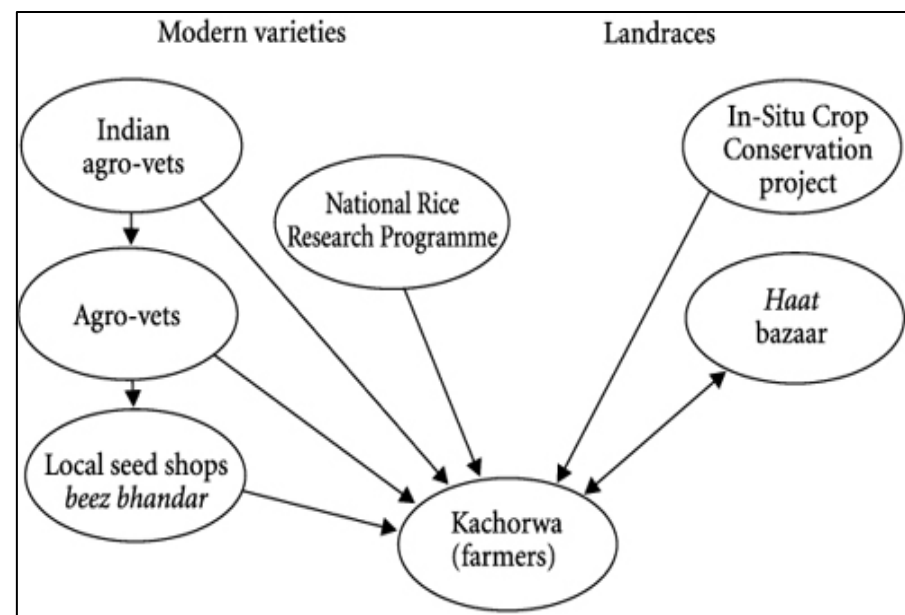 Modern varieties
Landraces
Indian
agro-vets
National Rice
Research Programme
In-Situ Crop
Conservation
project
Agro-vets
Haat
bazaar
Local seed shops
beez bhandar
Kachorwa
(farmers)